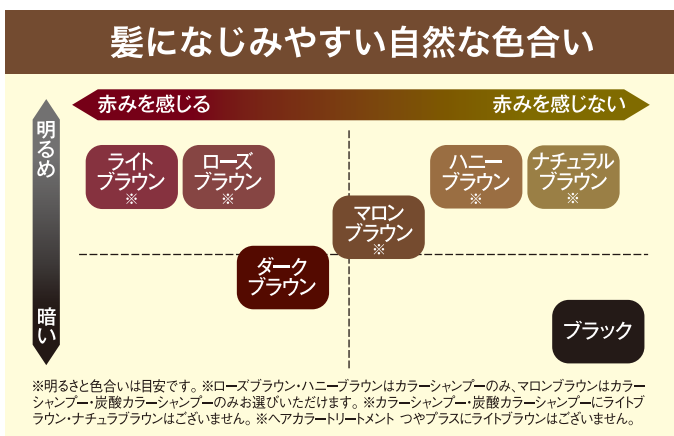 髪になじみやすい自然な色合い
赤みを感じる
赤みを感じない
明るめ
ライト
ブラウン
※
ローズ
ブラウン
※
ハニー
ブラウン
※
ナチュラル
ブラウン
※
マロン
ブラウン
※
ダーク
ブラウン
暗い
ブラック
※明るさと色合いは目安です。※ローズブラウン・ハニーブラウンはカラーシャンプーのみ、マロンブラウンはカラー
シャンプー・炭酸カラーシャンプーのみお選びいただけます。※カラーシャンプー・炭酸カラーシャンプーにライトブ
ラウン・ナチュラブラウンはございません。※ヘアカラートリートメント つやプラスにライトブラウンはございません。